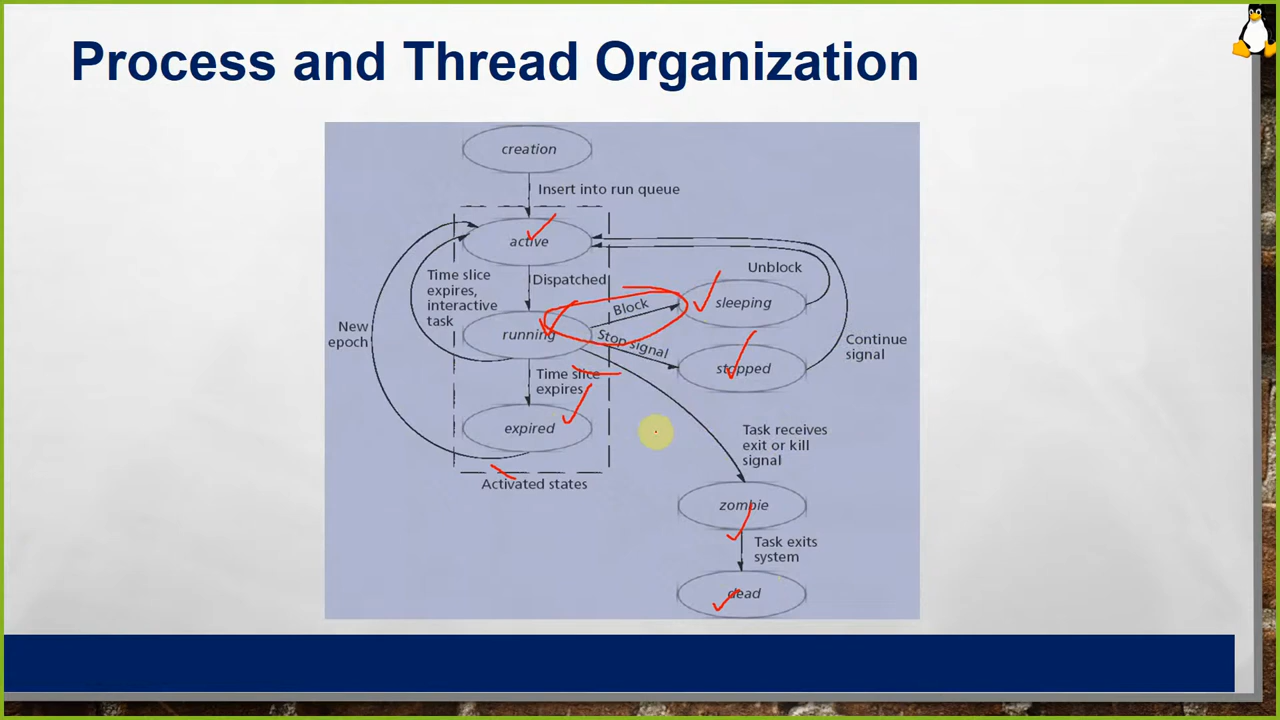 Process and Thread Organization
creation
Insert into run queue
active
Time slice
expires,
interactive
task
Dispatched
Unblock
Block
sleeping
New
epoch
running
Stop signal
stopped
Continue
signal
Time slice
expires
expired
Task receives
exit or kill
signal
Activated states
zombie
Task exits
system
dead